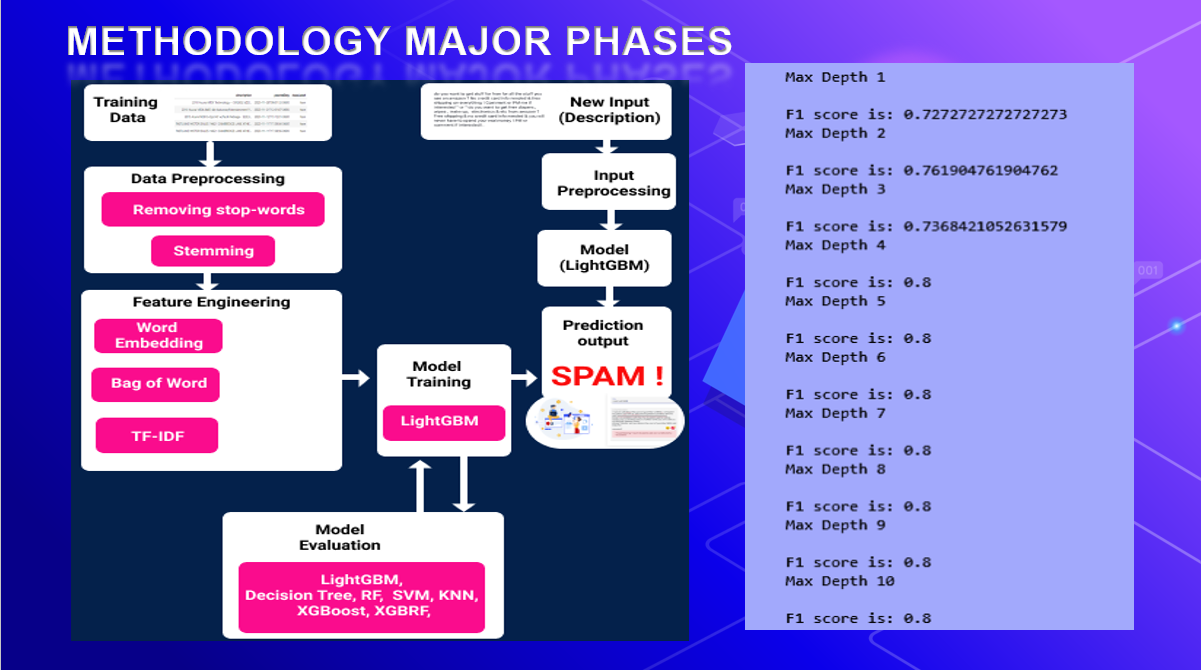 METHODOLOGY MAJOR PHASES
Training
Data
Data Preprocessing
Removing stop-words
Stemming
Feature Engineering
Word
Embedding
Bag of Word
TF-IDF
Model
Training
LightGBM
Model
Evaluation
LightGBM,
Decision Tree, RF, SVM, KNN,
XGBoost, XGBRF,
New Input
(Description)
Input
Preprocessing
Model
(LightGBM)
Prediction
output
SPAM !
Max Depth 1
F1 score is: 0.7272727272727273
Max Depth 2
F1 score is: 0.761904761904762
Max Depth 3
F1 score is: 0.7368421052631579
Max Depth 4
F1 score is: 0.8
Max Depth 5
F1 score is: 0.8
Max Depth 6
F1 score is: 0.8
Max Depth 7
F1 score is: 0.8
Max Depth 8
F1 score is: 0.8
Max Depth 9
F1 score is: 0.8
Max Depth 10
F1 score is: 0.8
001